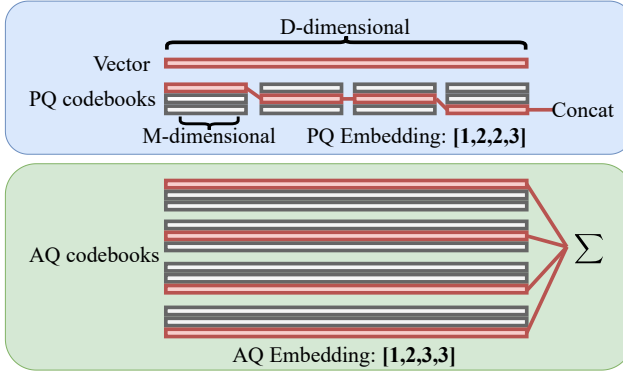 D-dimensional
Vector
PQ codebooks
Concat
M-dimensional
PQ Embedding: [1,2,2,3]
AQ codebooks
∑
AQ Embedding: [1,2,3,3]